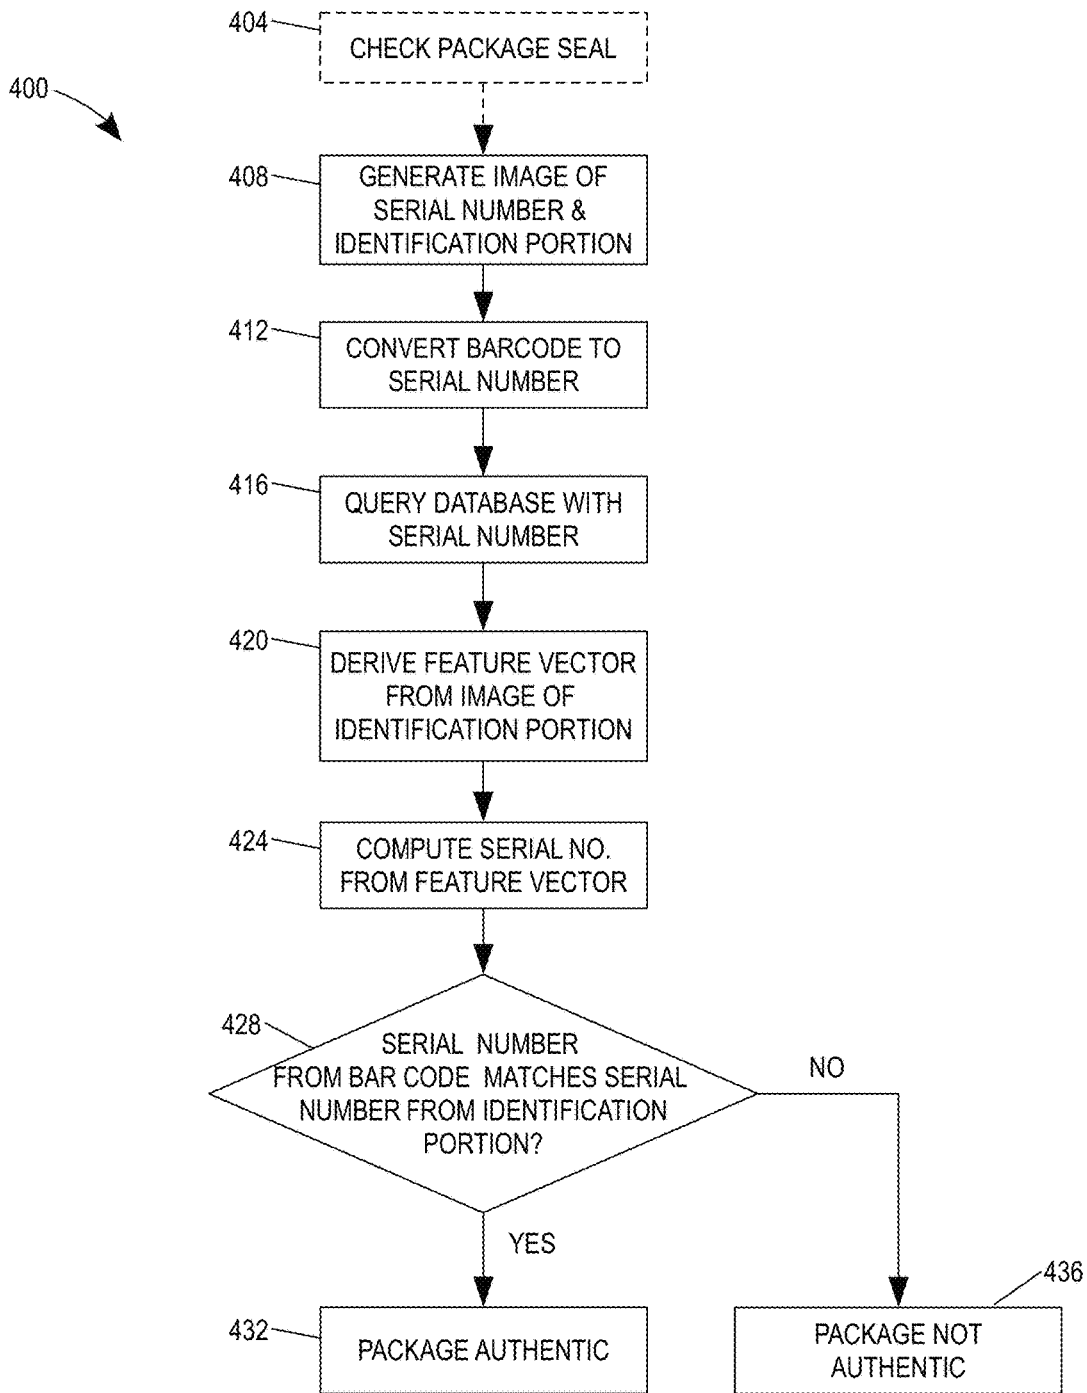 404
CHECK PACKAGE SEAL
400
408
GENERATE IMAGE OF
SERIAL NUMBER &
IDENTIFICATION PORTION
412
CONVERT BARCODE TO
SERIAL NUMBER
416
QUERY DATABASE WITH
SERIAL NUMBER
420
DERIVE FEATURE VECTOR
FROM IMAGE OF
IDENTIFICATION PORTION
424
COMPUTE SERIAL NO.
FROM FEATURE VECTOR
428
SERIAL NUMBER
FROM BAR CODE MATCHES SERIAL
NUMBER FROM IDENTIFICATION
PORTION?
NO
YES
432
PACKAGE AUTHENTIC
436
PACKAGE NOT
AUTHENTIC